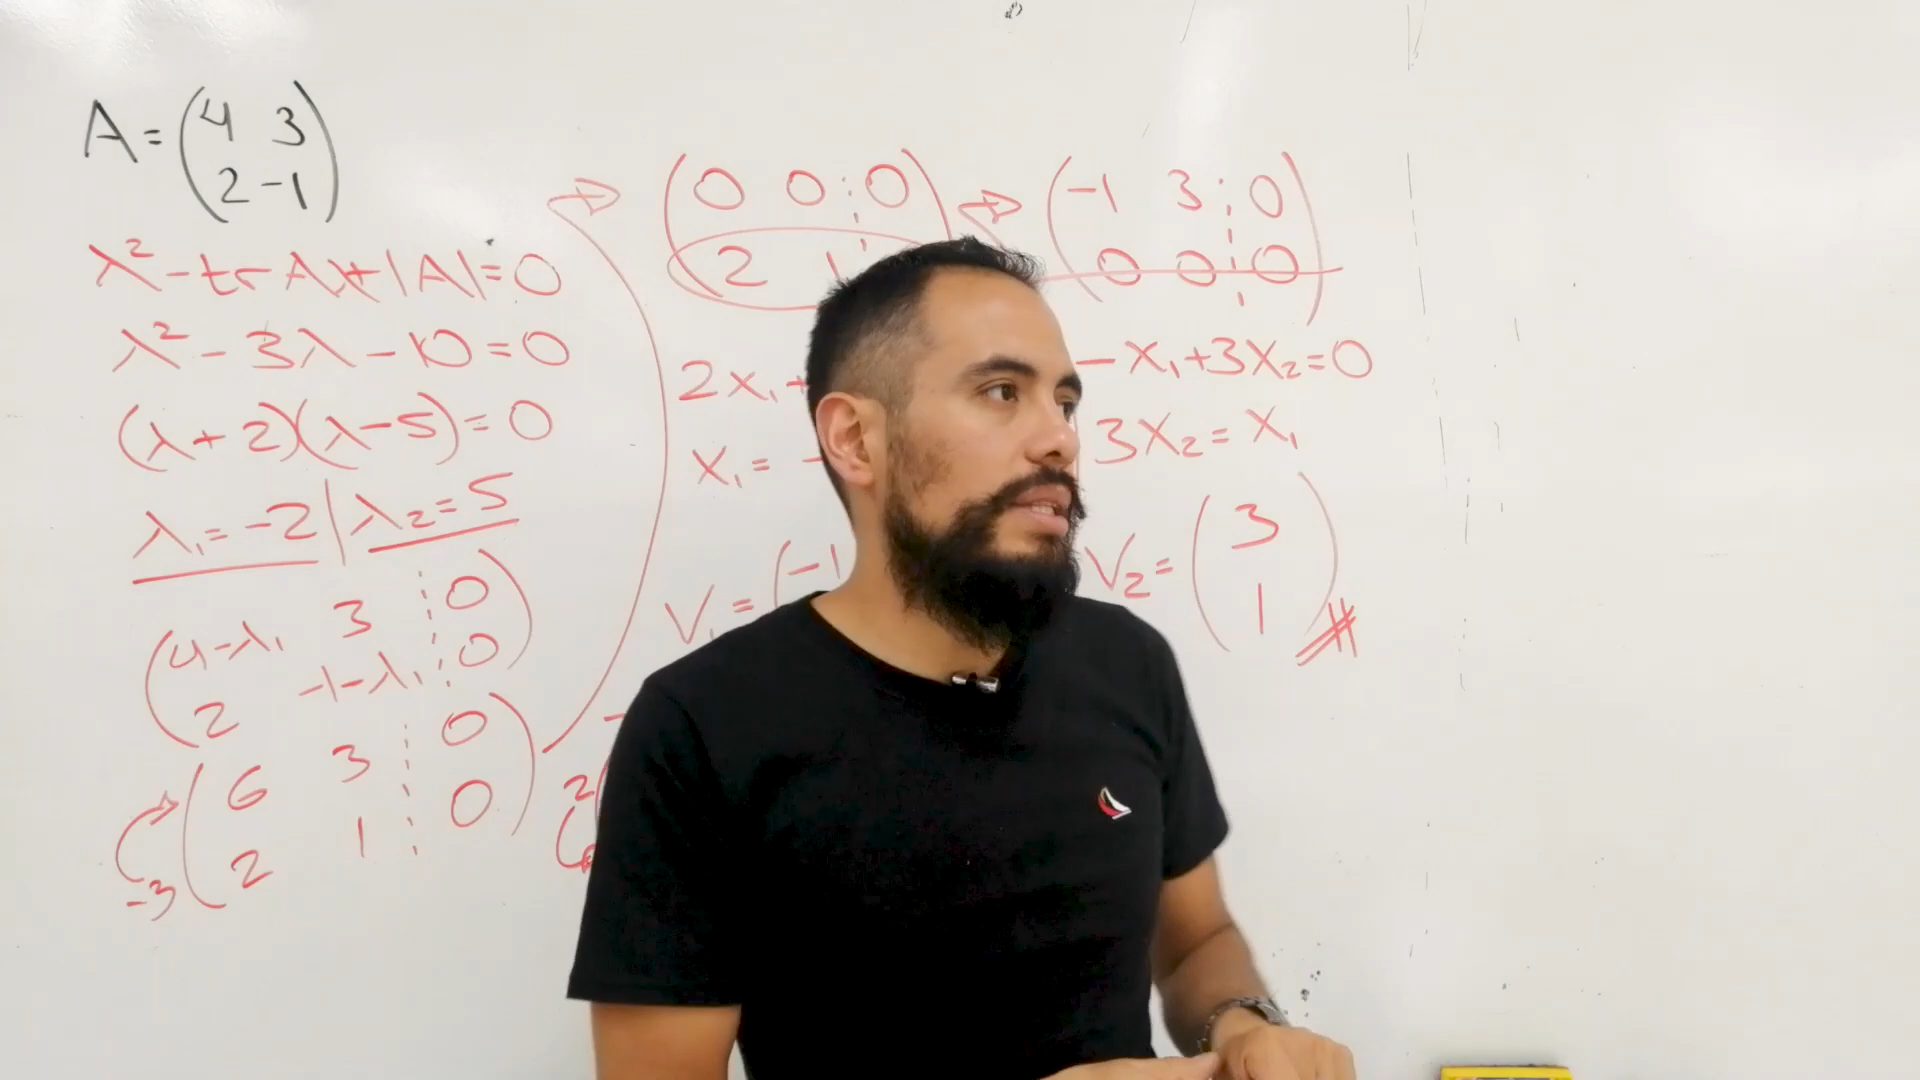 A = (4 3
2 -1)
λ² - tr Aλ + |A| = 0
λ² - 3λ - 10 = 0
(λ + 2)(λ - 5) = 0
λ₁ = -2 | λ₂ = 5
(4-λ₁ 3 ¦ 0
2 -1-λ₁ ¦ 0)
(6 3 ¦ 0
2 1 ¦ 0)
-3
⇒ (0 0 ¦ 0
2 1
2x₁ +
x₁ = -
V₁ = (-1
2(
⇒ (-1 3 ¦ 0
0 0 ¦ 0)
-x₁ + 3x₂ = 0
3x₂ = x₁
V₂ = (3
1)